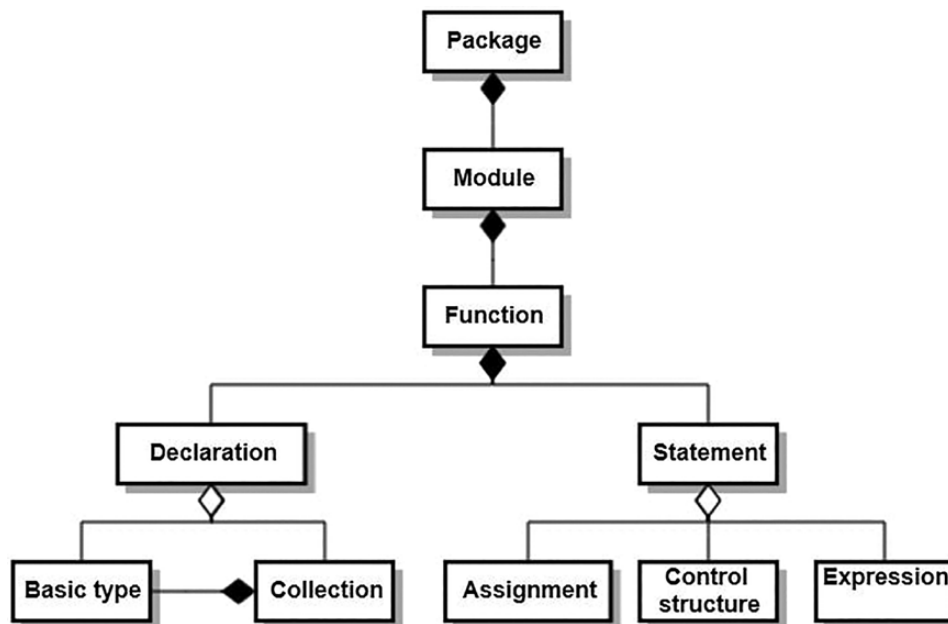 Package
Module
Function
Declaration
Statement
Basic type
Collection
Assignment
Control
structure
Expression